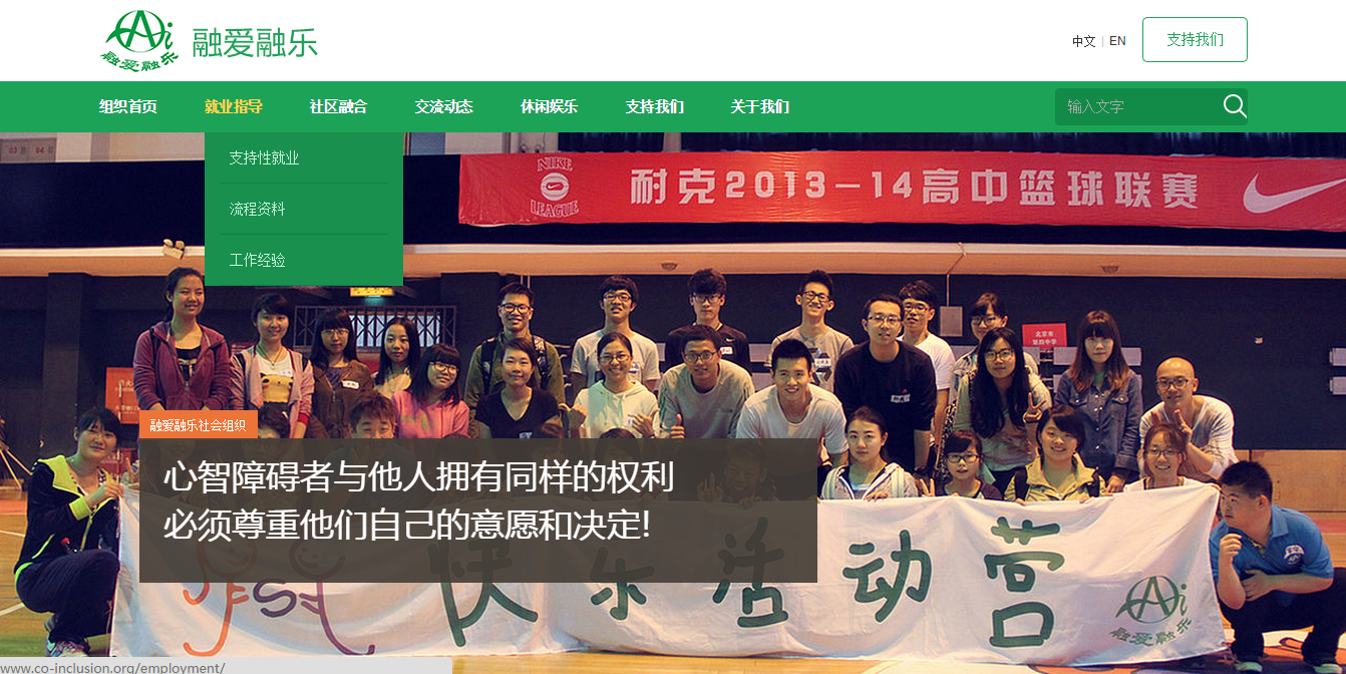 融爱融乐
融爱融乐
中文 | EN
支持我们
组织首页 就业指导 社区融合 交流动态 休闲娱乐 支持我们 关于我们
输入文字
支持性就业
流程资料
工作经验
NIKE
LEAGUE
耐克2013-14高中篮球联赛
融爱融乐社会组织
心智障碍者与他人拥有同样的权利
必须尊重他们自己的意愿和决定!
快乐活动营
融爱融乐
www.co-inclusion.org/employment/